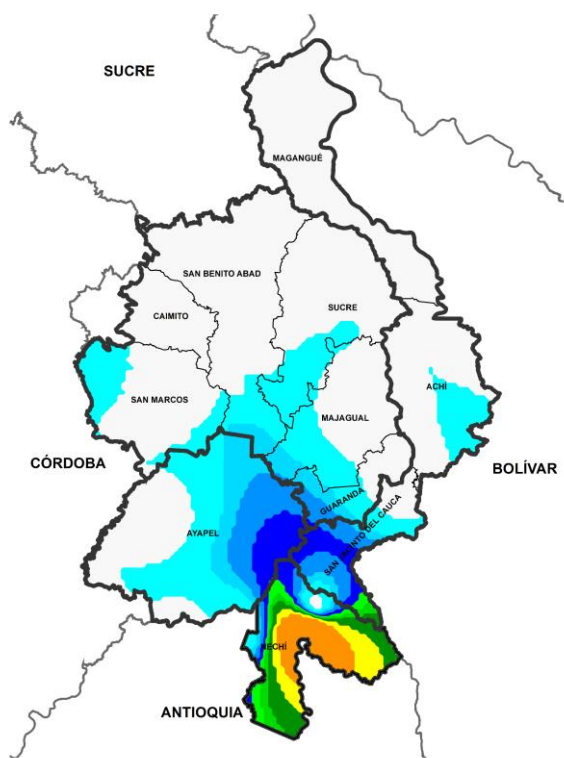 SUCRE
MAGANGUÉ
SAN BENITO ABAD
CAIMITO
SUCRE
SAN MARCOS
ACHÍ
MAJAGUAL
CÓRDOBA
BOLÍVAR
GUARANDA
SAN JACINTO DEL CAUCA
AYAPEL
NECHÍ
ANTIOQUIA